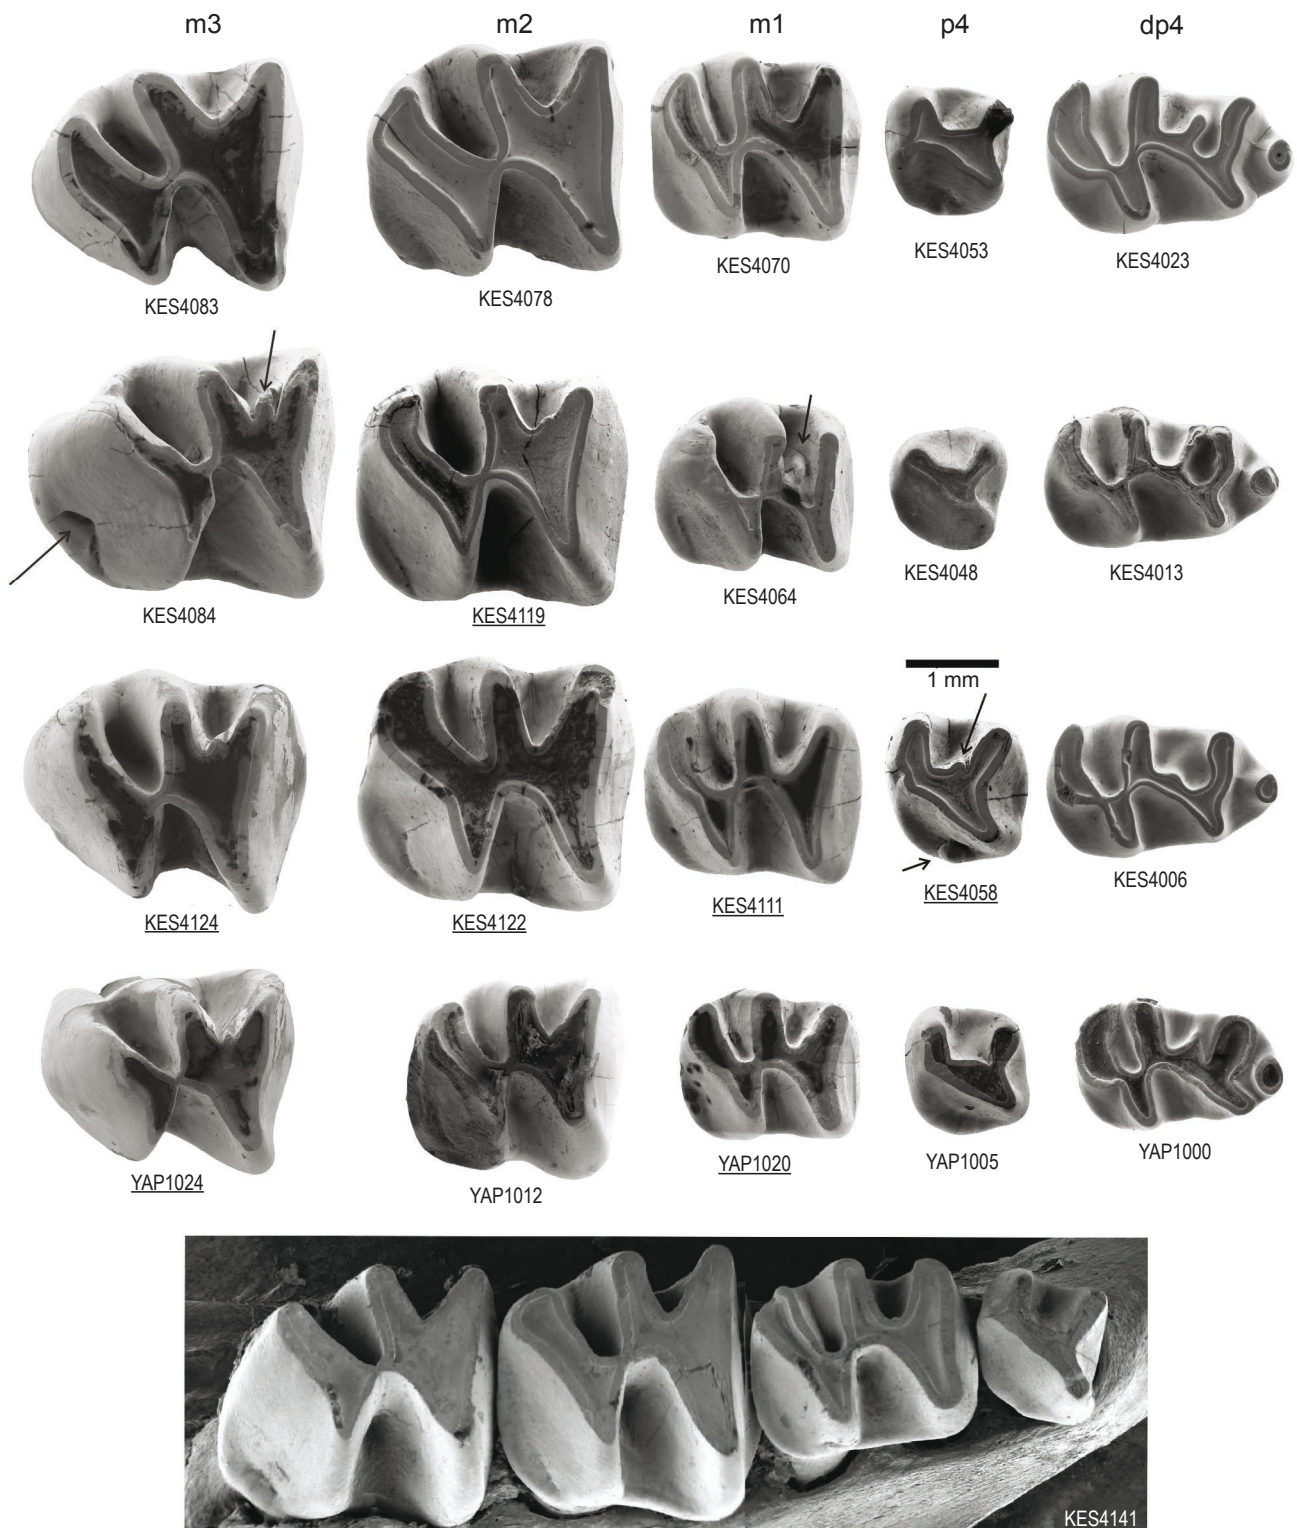 m3 m2 m1 p4 dp4
KES4083 KES4078 KES4070 KES4053 KES4023
KES4084 KES4119 KES4064 KES4048 KES4013
1 mm
KES4124 KES4122 KES4111 KES4058 KES4006
YAP1024 YAP1012 YAP1020 YAP1005 YAP1000
KES4141